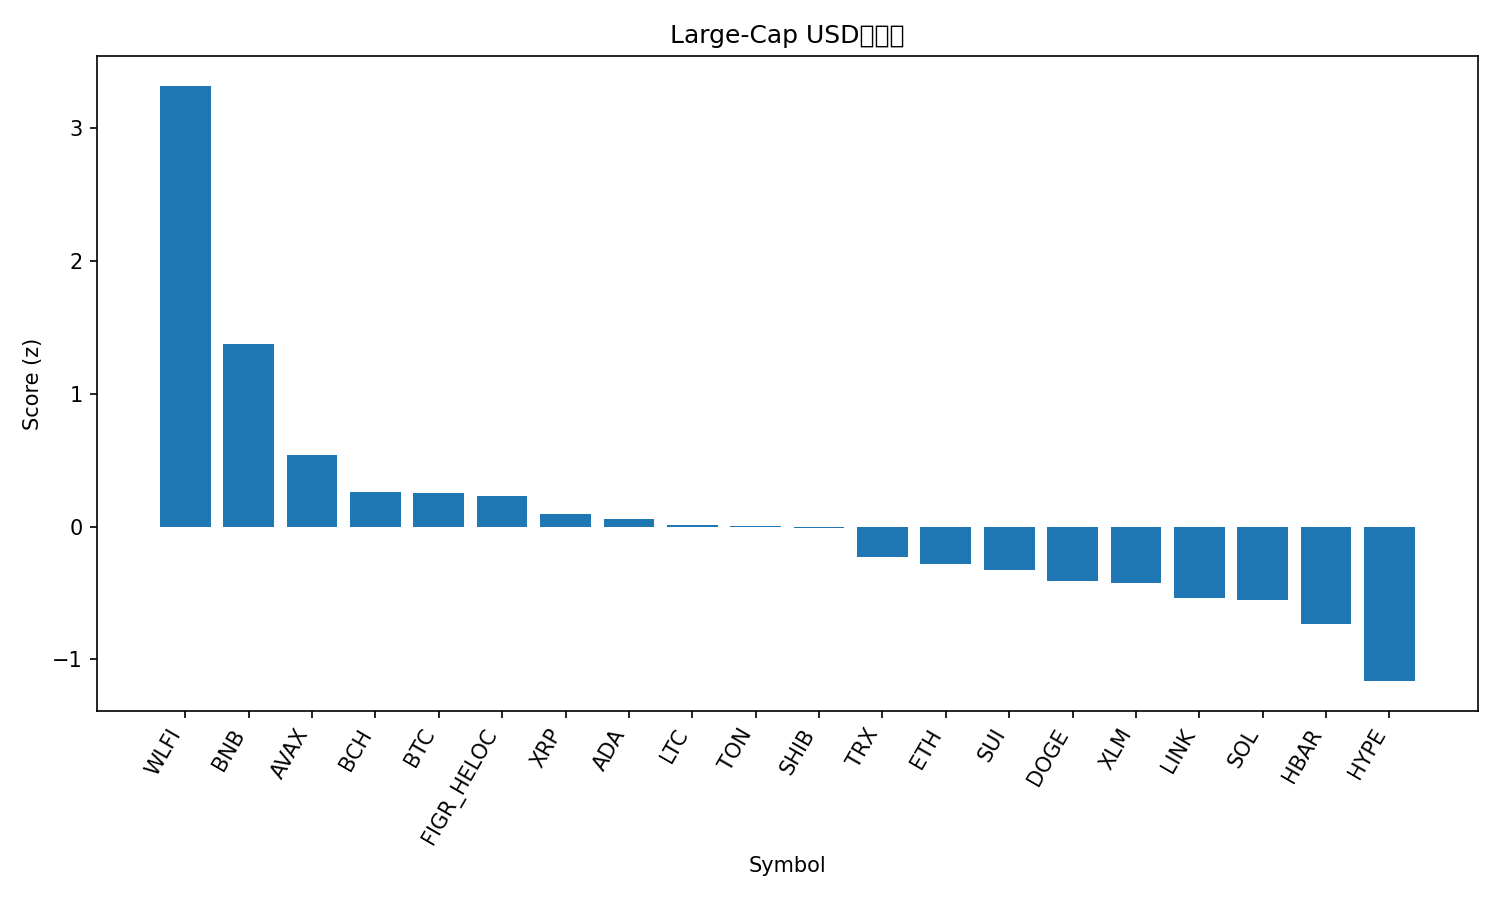 Large-Cap USD
Score (z)
3
2
1
0
−1
WLFI
BNB
AVAX
BCH
BTC
FIGR_HELOC
XRP
ADA
LTC
TON
SHIB
TRX
ETH
SUI
DOGE
XLM
LINK
SOL
HBAR
HYPE
Symbol